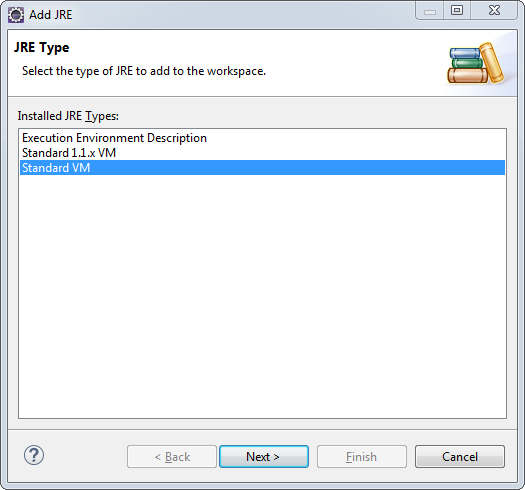 Add JRE
JRE Type
Select the type of JRE to add to the workspace.
Installed JRE Types:
Execution Environment Description
Standard 1.1.x VM
Standard VM
?
< Back
Next >
Finish
Cancel